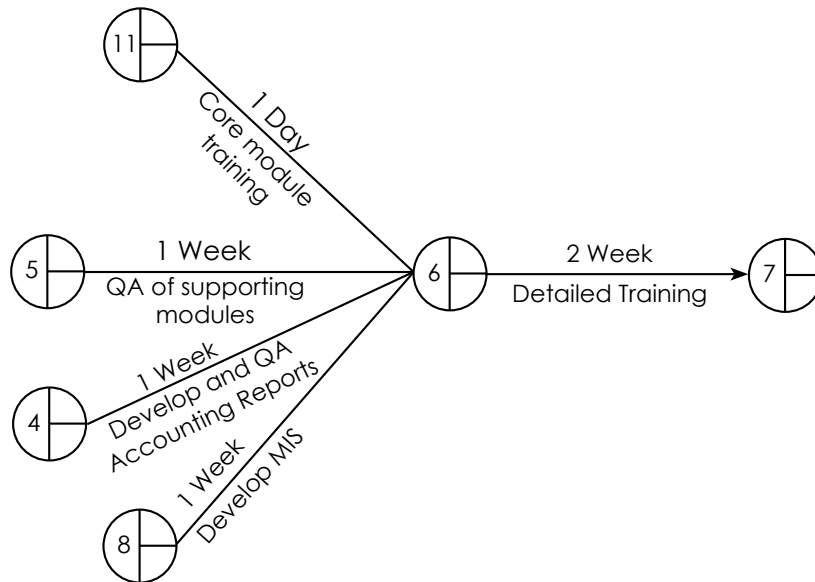 11
1 Day
Core module
training
5
1 Week
QA of supporting
modules
6
2 Week
Detailed Training
7
4
1 Week
Develop and QA
Accounting Reports
8
1 Week
Develop MIS